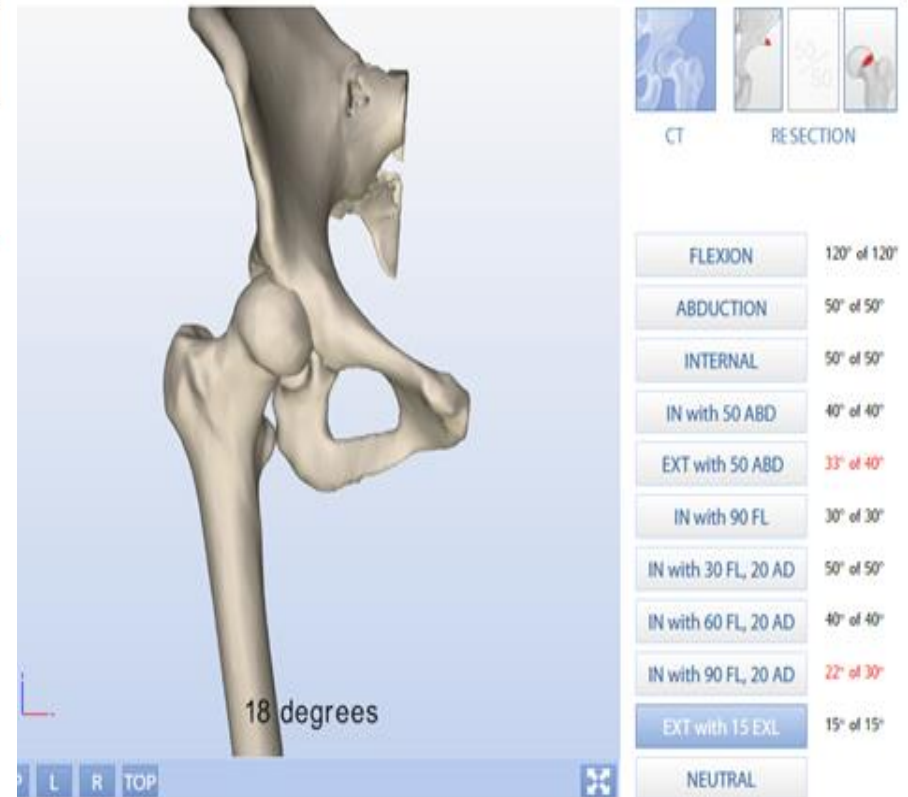 CT RESECTION
FLEXION 120° of 120°
ABDUCTION 50° of 50°
INTERNAL 50° of 50°
IN with 50 ABD 40° of 40°
EXT with 50 ABD 33° of 40°
IN with 90 FL 30° of 30°
IN with 30 FL, 20 AD 50° of 50°
IN with 60 FL, 20 AD 40° of 40°
IN with 90 FL, 20 AD 22° of 30°
EXT with 15 EXL 15° of 15°
NEUTRAL
18 degrees
L R TOP